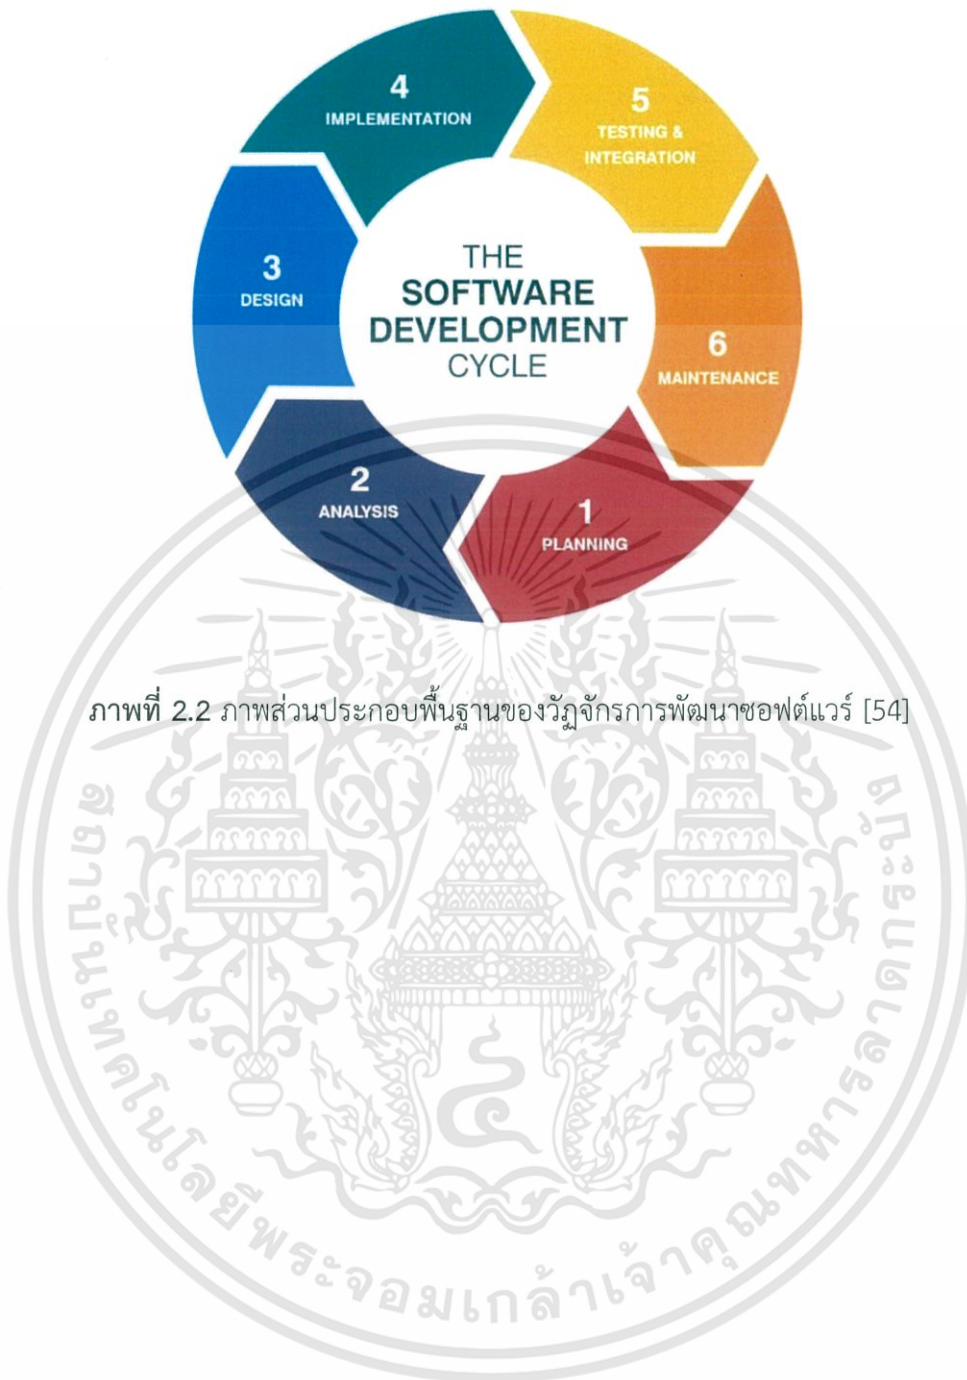 4
IMPLEMENTATION
5
TESTING &
INTEGRATION
3
DESIGN
THE
SOFTWARE
DEVELOPMENT
CYCLE
6
MAINTENANCE
2
ANALYSIS
1
PLANNING
ภาพที่ 2.2 ภาพส่วนประกอบพื้นฐานของวัฏจักรการพัฒนาซอฟต์แวร์ [54]
สถาบันเทคโนโลยีพระจอมเกล้าเจ้าคุณทหารลาดกระบัง
๔